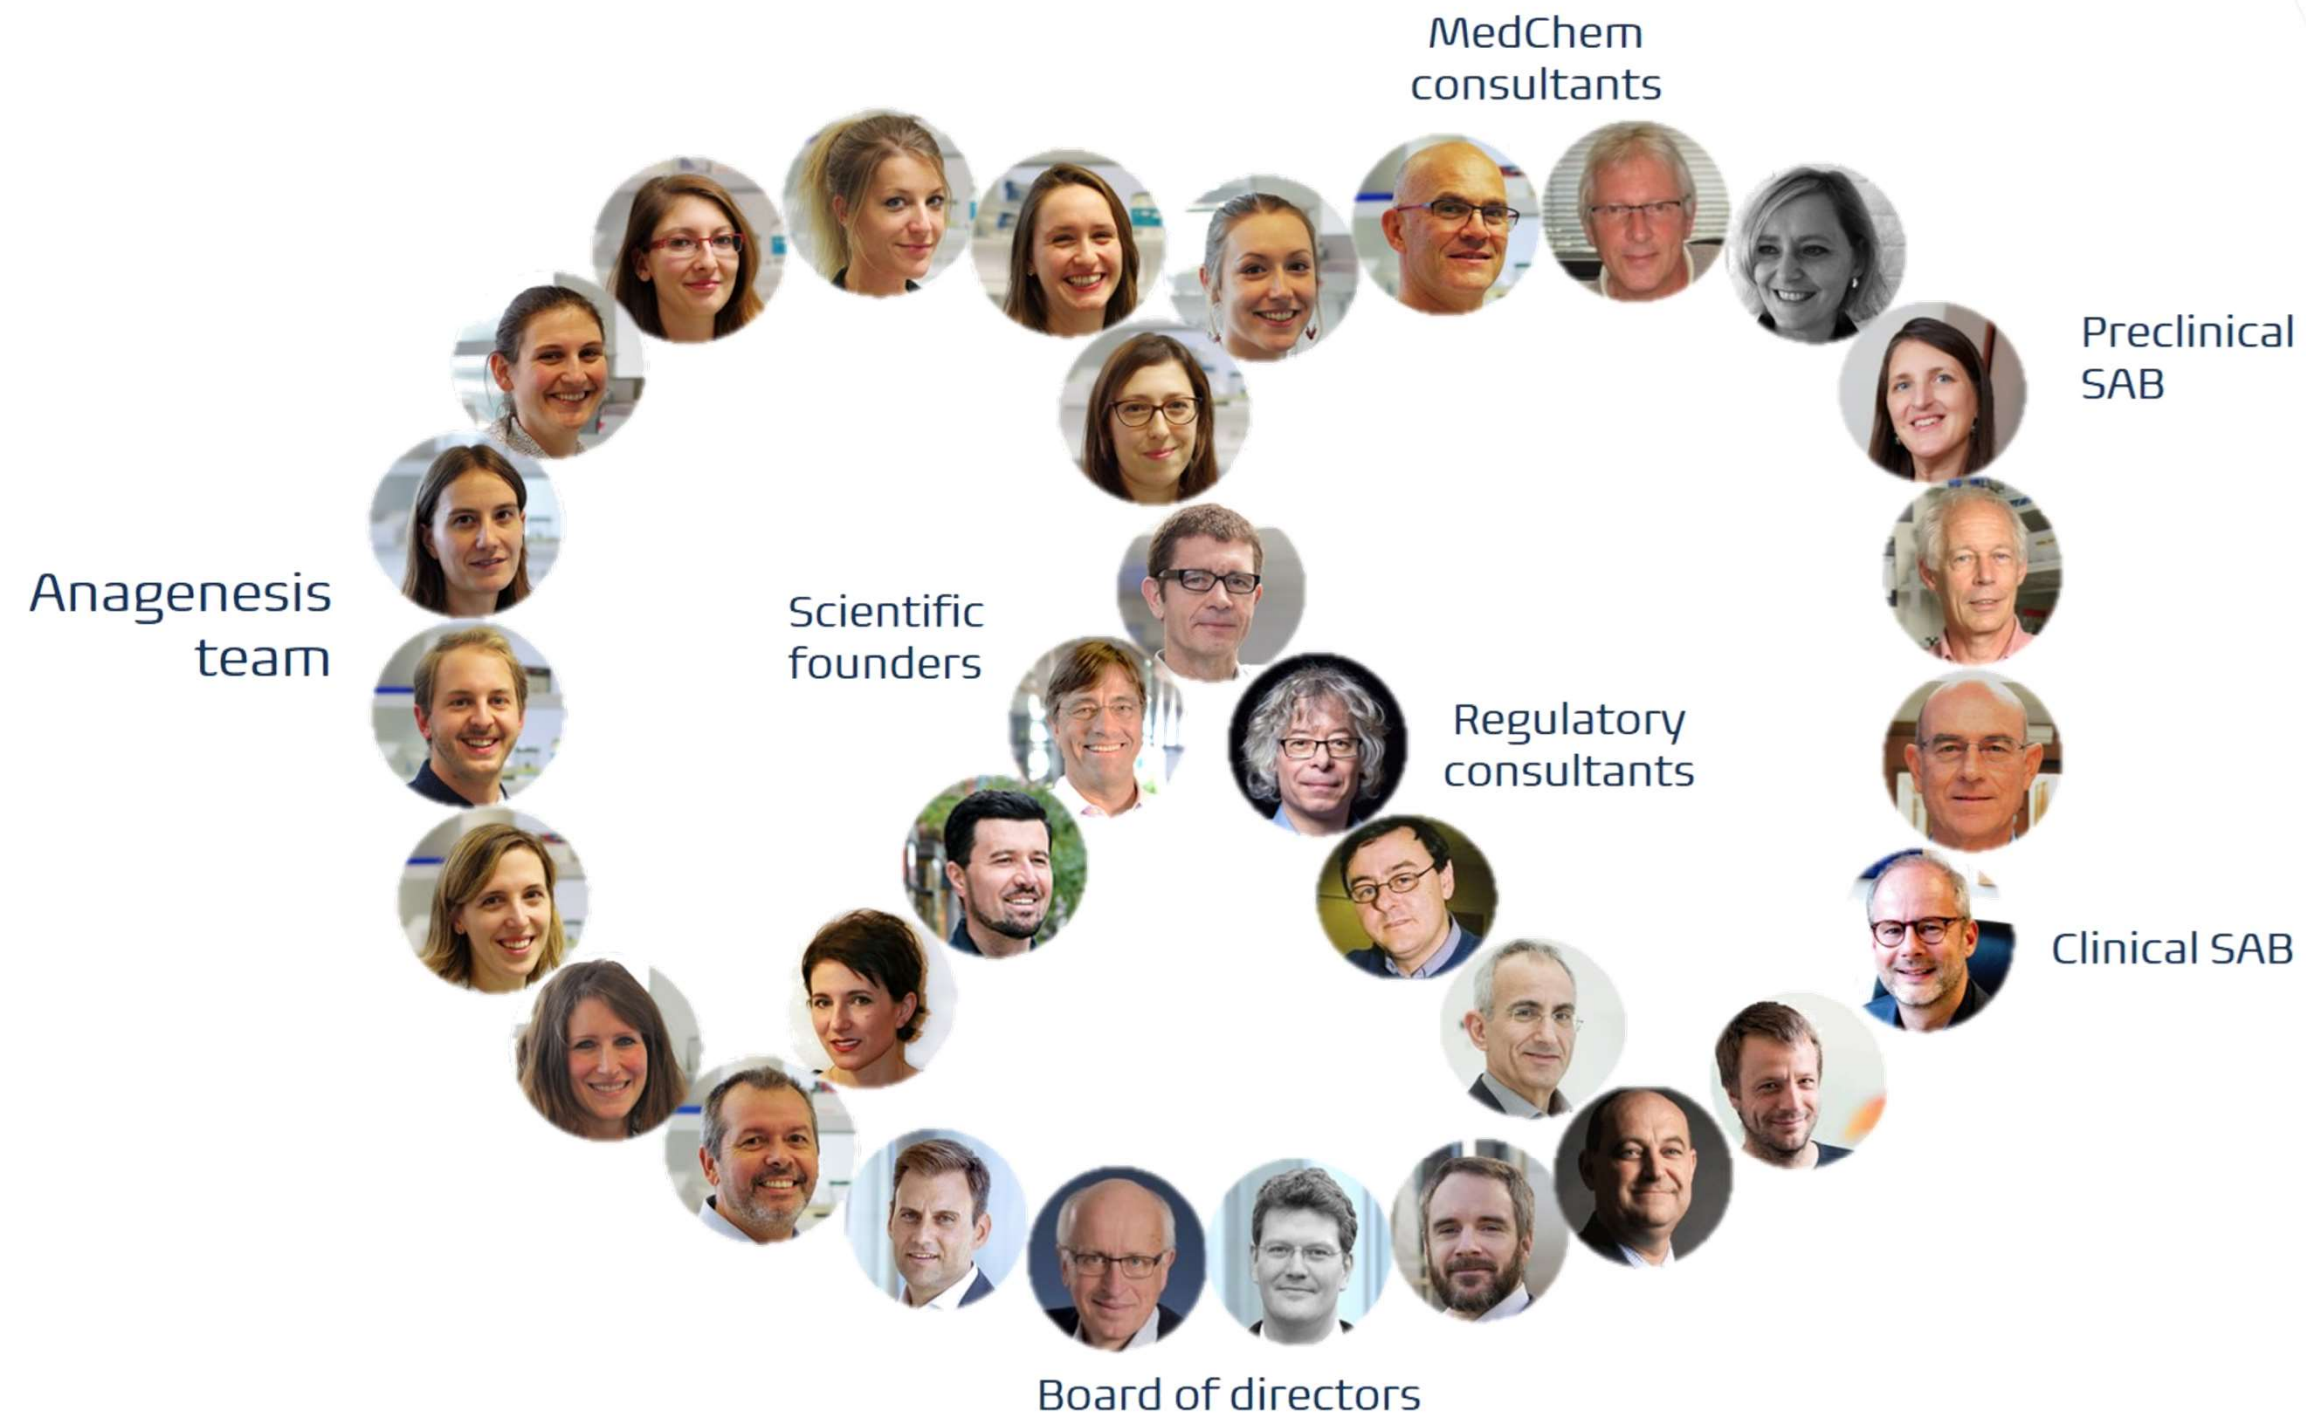 MedChem
consultants
Preclinical
SAB
Anagenesis
team
Scientific
founders
Regulatory
consultants
Clinical SAB
Board of directors